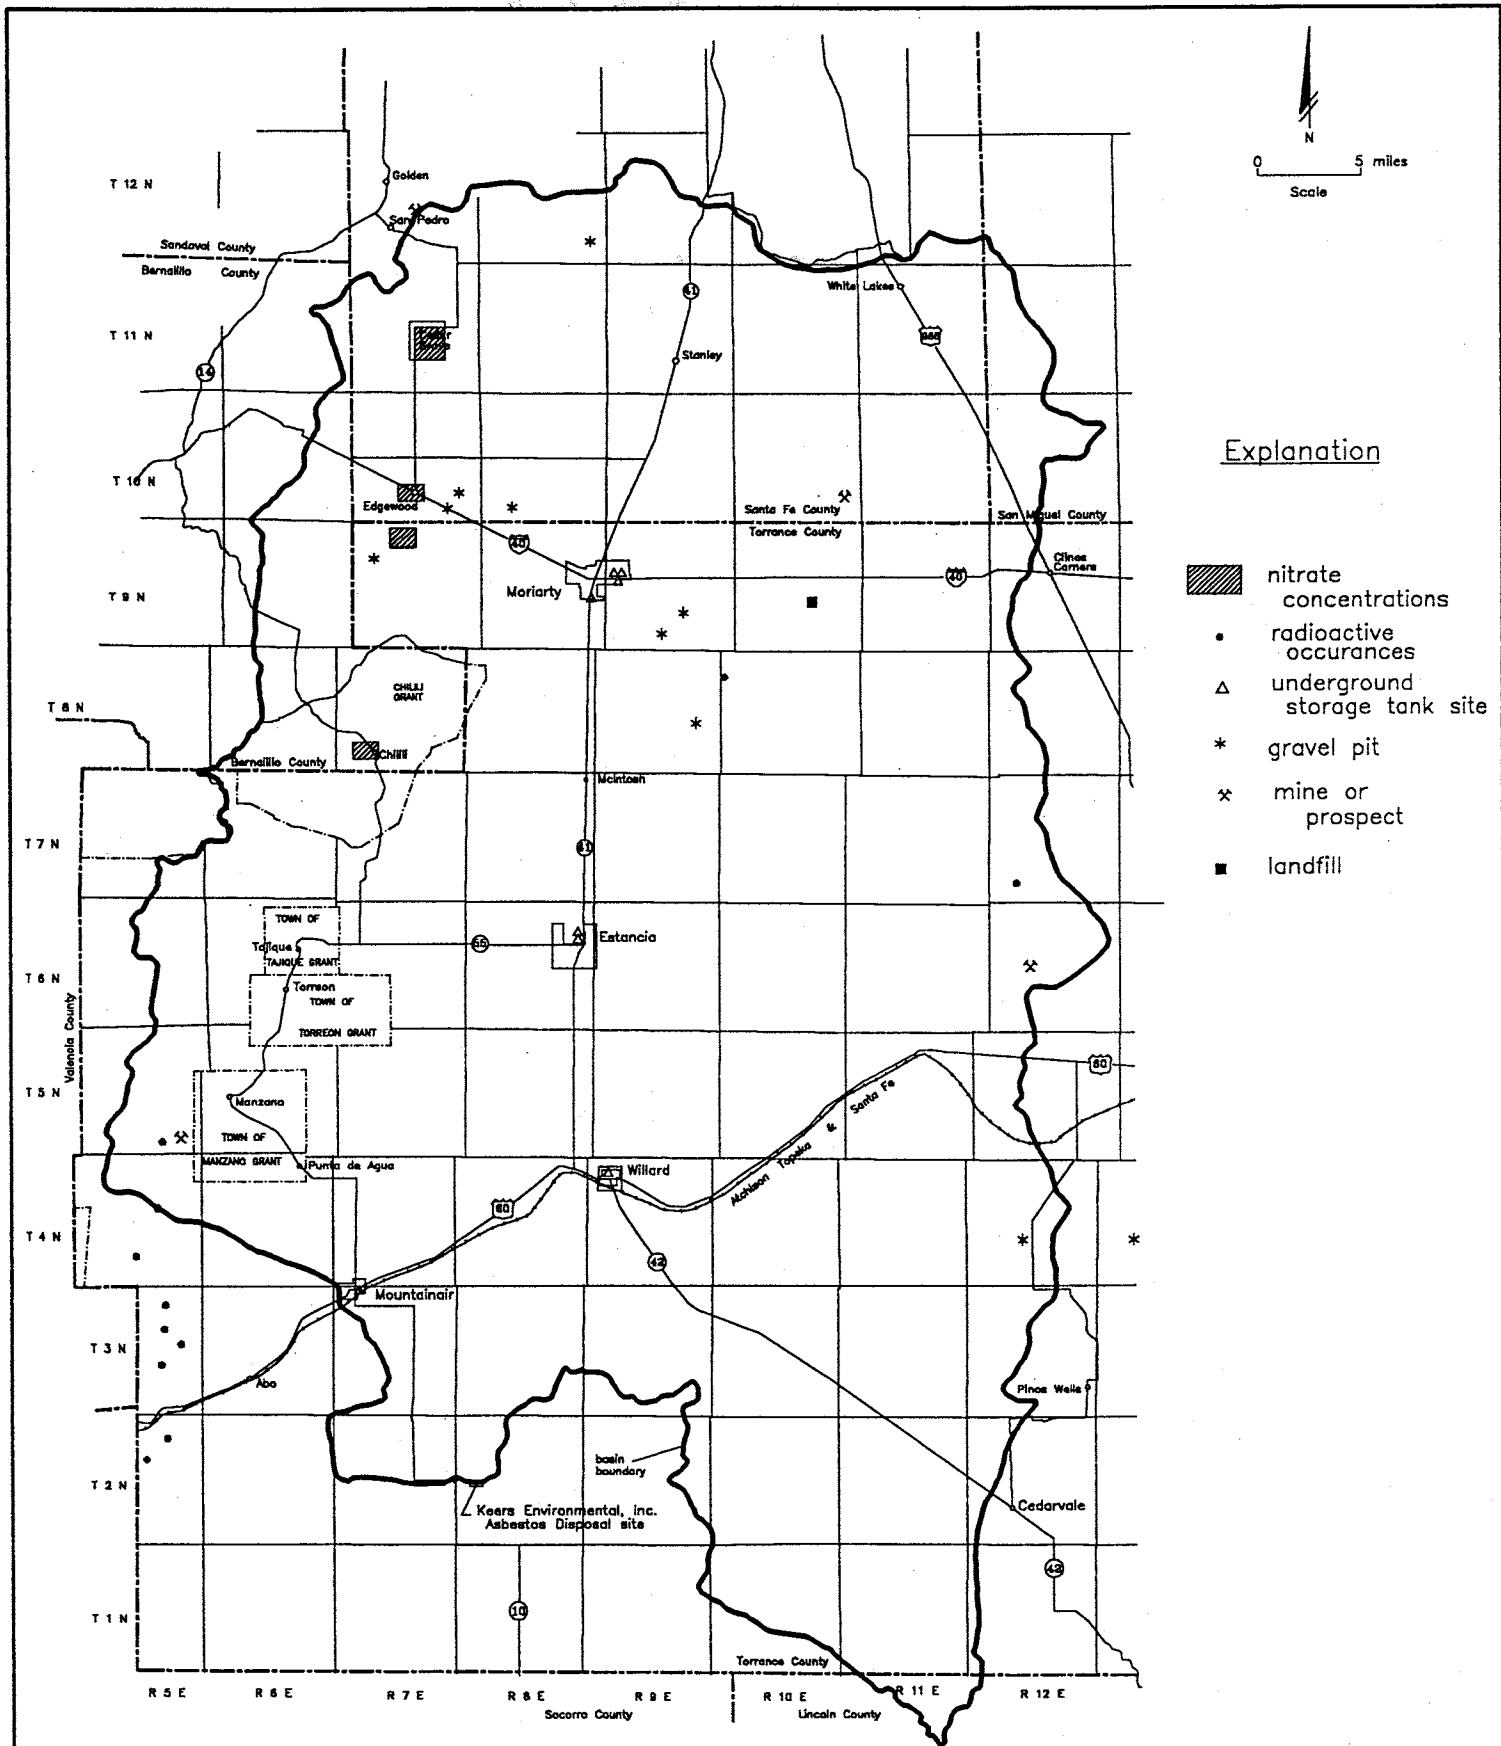 N
0 5 miles
Scale
T 12 N
Golden
San Pedro
Sandoval County
Bernalillo County
41
White Lakes
T 11 N
285
Stanley
14
T 10 N
Edgewood
Santa Fe County
San Miguel County
Torrance County
40
Clines
Corners
40
Moriarty
T 9 N
CHILILI
GRANT
T 8 N
Chilili
Bernalillo County
McIntosh
T 7 N
41
TOWN OF
Tajique
TAJIQUE GRANT
55
Estancia
T 6 N
Torreon
TOWN OF
TORREON GRANT
Valencia County
60
T 5 N
Manzano
TOWN OF
MANZANO GRANT
Punta de Agua
Willard
Atchison Topeka & Santa Fe
60
T 4 N
42
Mountainair
T 3 N
Abo
Pinos Wells
basin
boundary
T 2 N
Keers Environmental, inc.
Asbestos Disposal site
Cedarvale
42
T 1 N
10
Torrance County
R 5 E
R 6 E
R 7 E
R 8 E
R 9 E
R 10 E
R 11 E
R 12 E
Socorro County
Lincoln County
Explanation
nitrate
concentrations
radioactive
occurances
underground
storage tank site
gravel pit
mine or
prospect
landfill